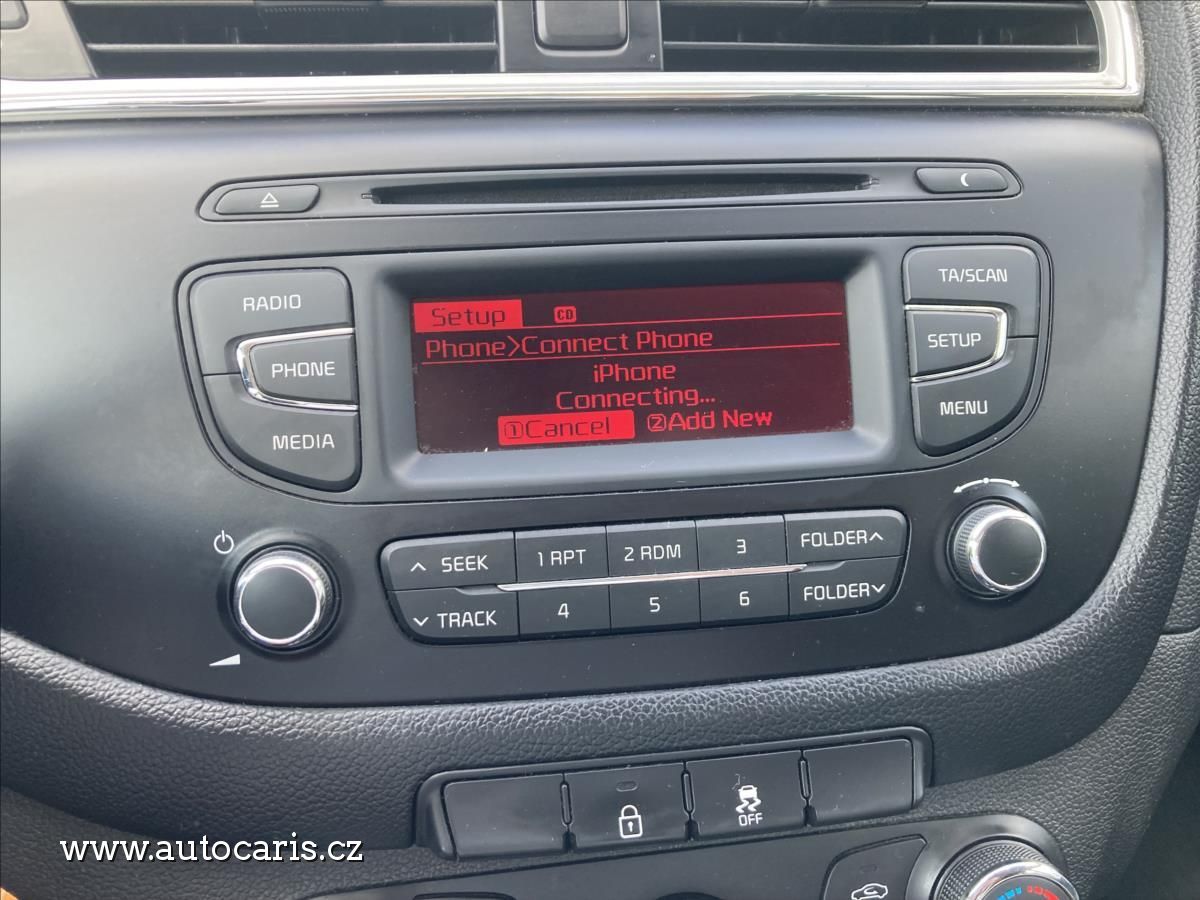 RADIO
PHONE
MEDIA
Setup CD
Phone>Connect Phone
iPhone
Connecting...
1Cancel 2Add New
TA/SCAN
SETUP
MENU
SEEK 1 RPT 2 RDM 3 FOLDER
TRACK 4 5 6 FOLDER
OFF
www.autocaris.cz